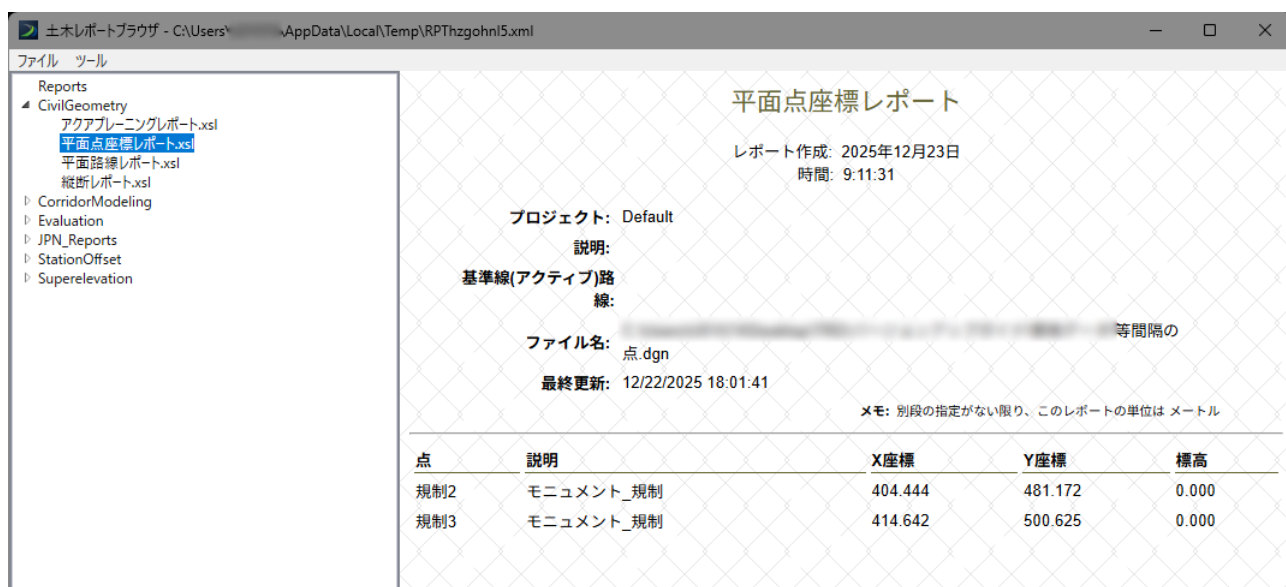 土木レポートブラウザ - C:\Users\ \AppData\Local\Temp\RPThzgohnl5.xml
ファイル ツール
Reports
CivilGeometry
アクアプレーニングレポート.xsl
平面点座標レポート.xsl
平面路線レポート.xsl
縦断レポート.xsl
CorridorModeling
Evaluation
JPN_Reports
StationOffset
Superelevation
平面点座標レポート
レポート作成: 2025年12月23日
時間: 9:11:31
プロジェクト: Default
説明:
基準線(アクティブ)路
線:
ファイル名: 等間隔の
点.dgn
最終更新: 12/22/2025 18:01:41
メモ: 別段の指定がない限り、このレポートの単位は メートル
点 説明 X座標 Y座標 標高
規制2 モニュメント_規制 404.444 481.172 0.000
規制3 モニュメント_規制 414.642 500.625 0.000